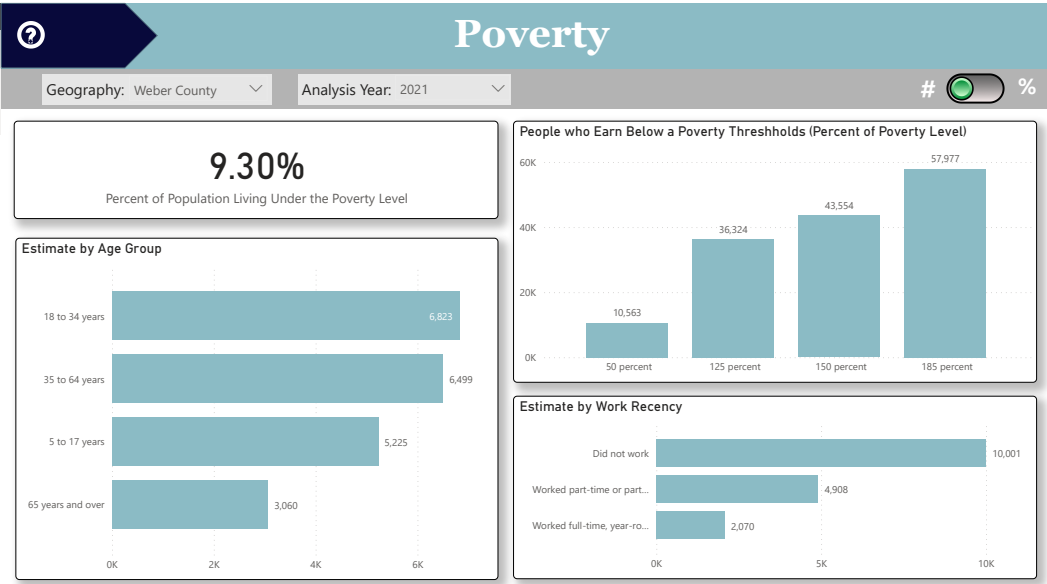 Poverty
Geography: Weber County
Analysis Year: 2021
# %
9.30%
Percent of Population Living Under the Poverty Level
People who Earn Below a Poverty Threshholds (Percent of Poverty Level)
60K
40K
20K
0K
10,563
36,324
43,554
57,977
50 percent
125 percent
150 percent
185 percent
Estimate by Age Group
18 to 34 years 6,823
35 to 64 years 6,499
5 to 17 years 5,225
65 years and over 3,060
0K 2K 4K 6K
Estimate by Work Recency
Did not work 10,001
Worked part-time or part... 4,908
Worked full-time, year-ro... 2,070
0K 5K 10K